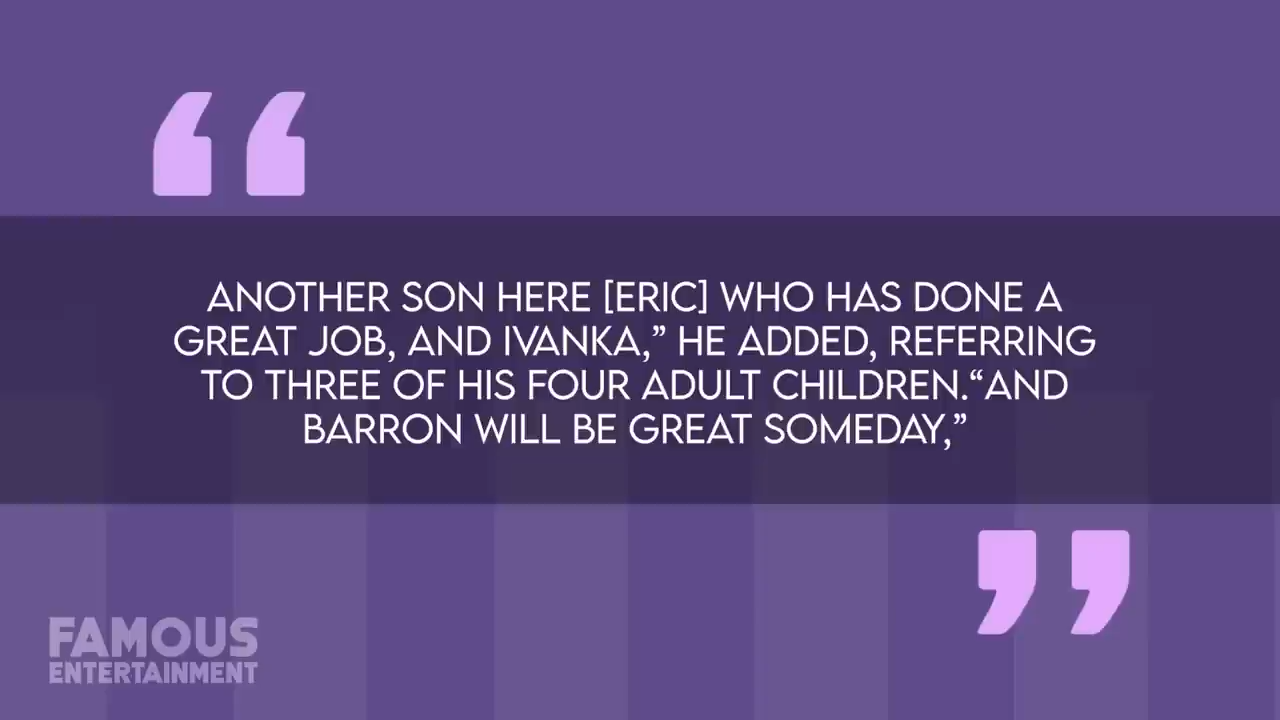 ANOTHER SON HERE [ERIC] WHO HAS DONE A
GREAT JOB, AND IVANKA,” HE ADDED, REFERRING
TO THREE OF HIS FOUR ADULT CHILDREN.“AND
BARRON WILL BE GREAT SOMEDAY,”
FAMOUS
ENTERTAINMENT